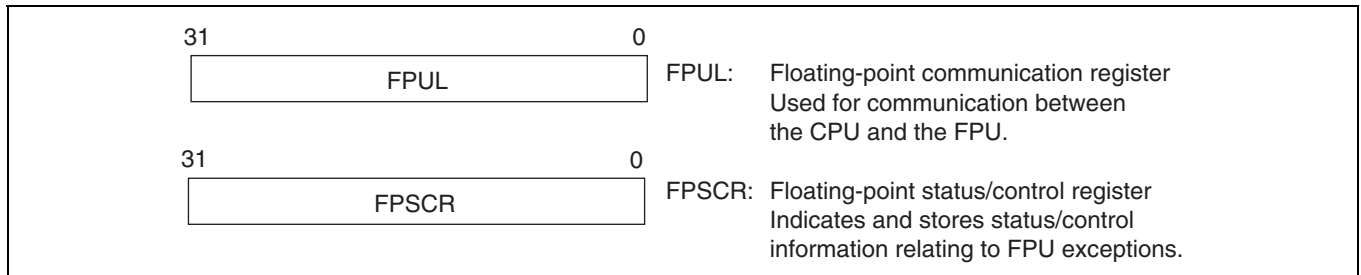 31 0
FPUL
FPUL: Floating-point communication register
Used for communication between
the CPU and the FPU.
31 0
FPSCR
FPSCR: Floating-point status/control register
Indicates and stores status/control
information relating to FPU exceptions.